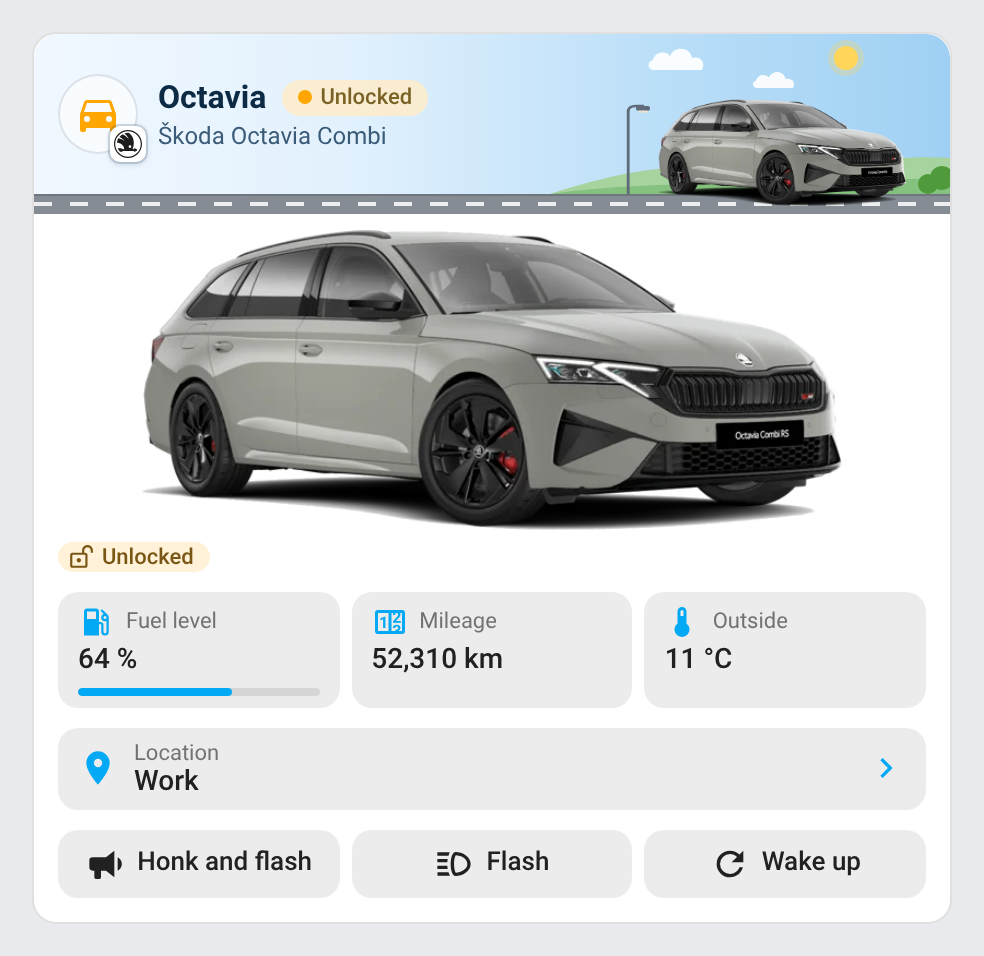 Octavia
Unlocked
Škoda Octavia Combi
Octavia Combi RS
Unlocked
Fuel level
64 %
Mileage
52,310 km
Outside
11 °C
Location
Work
Honk and flash
Flash
Wake up